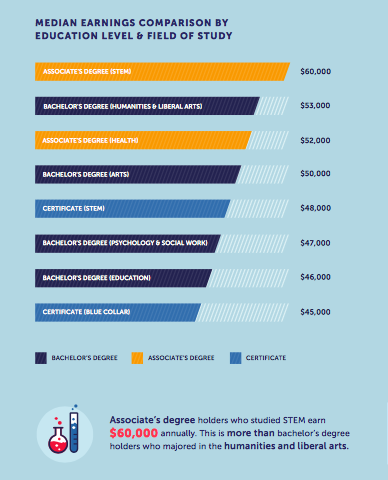 MEDIAN EARNINGS COMPARISON BY
EDUCATION LEVEL & FIELD OF STUDY
ASSOCIATE'S DEGREE (STEM) $60,000
BACHELOR'S DEGREE (HUMANITIES & LIBERAL ARTS) $53,000
ASSOCIATE'S DEGREE (HEALTH) $52,000
BACHELOR'S DEGREE (ARTS) $50,000
CERTIFICATE (STEM) $48,000
BACHELOR'S DEGREE (PSYCHOLOGY & SOCIAL WORK) $47,000
BACHELOR'S DEGREE (EDUCATION) $46,000
CERTIFICATE (BLUE COLLAR) $45,000
BACHELOR'S DEGREE ASSOCIATE'S DEGREE CERTIFICATE
Associate's degree holders who studied STEM earn
$60,000 annually. This is more than bachelor's degree
holders who majored in the humanities and liberal arts.